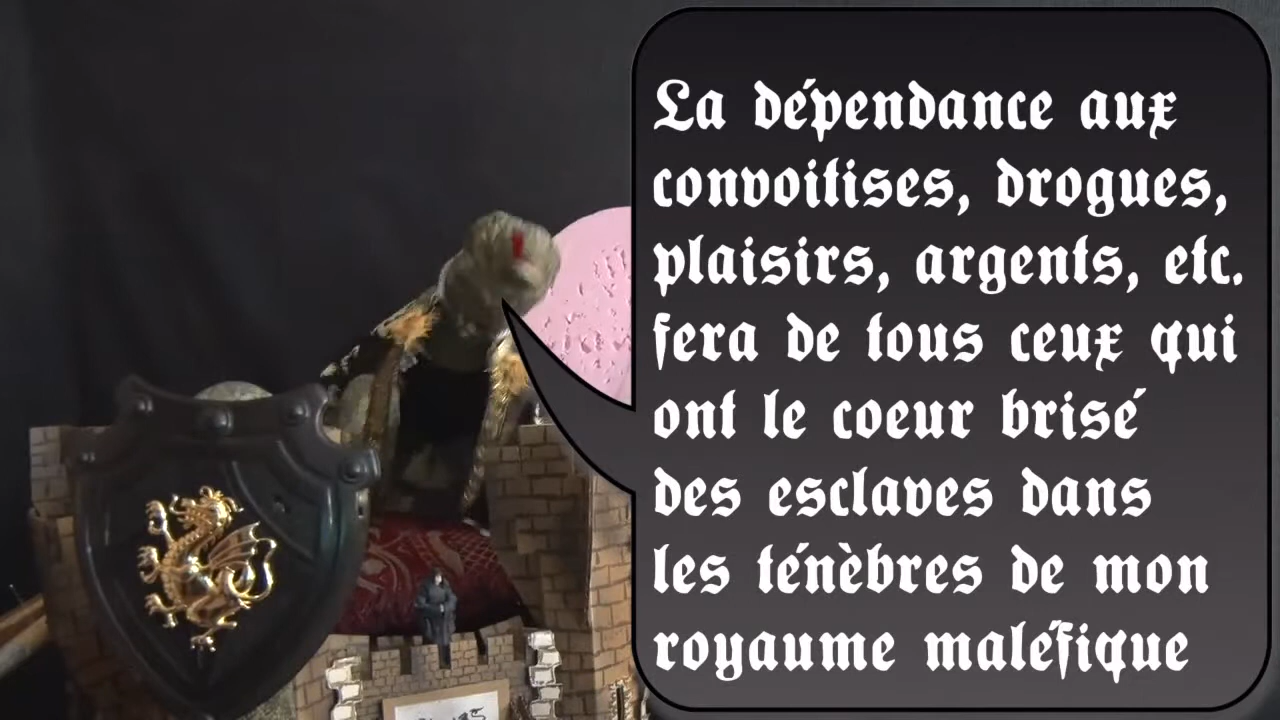 La dépendance aux
convoitises, drogues,
plaisirs, argents, etc.
fera de tous ceux qui
ont le coeur brisé
des esclaves dans
les ténèbres de mon
royaume maléfique